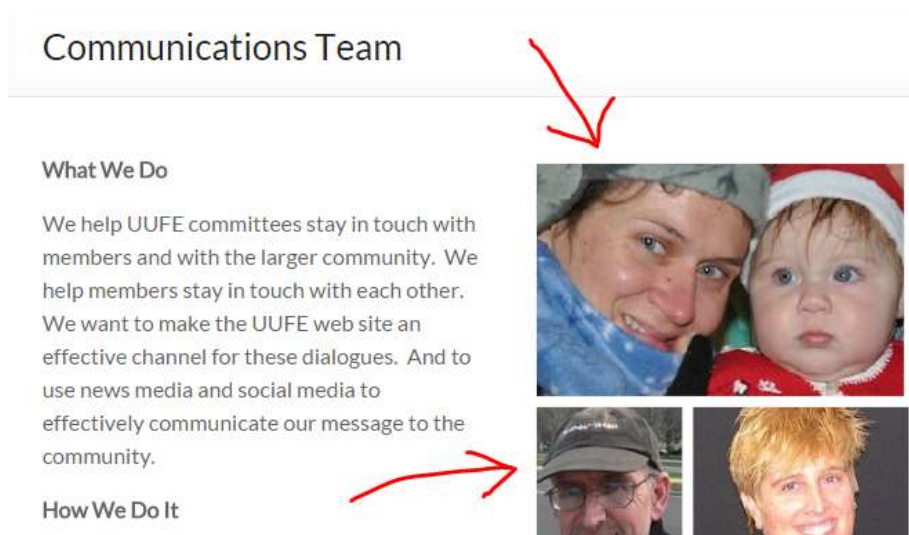 Communications Team
What We Do
We help UUFE committees stay in touch with
members and with the larger community.  We
help members stay in touch with each other.
We want to make the UUFE web site an
effective channel for these dialogues.  And to
use news media and social media to
effectively communicate our message to the
community.
How We Do It